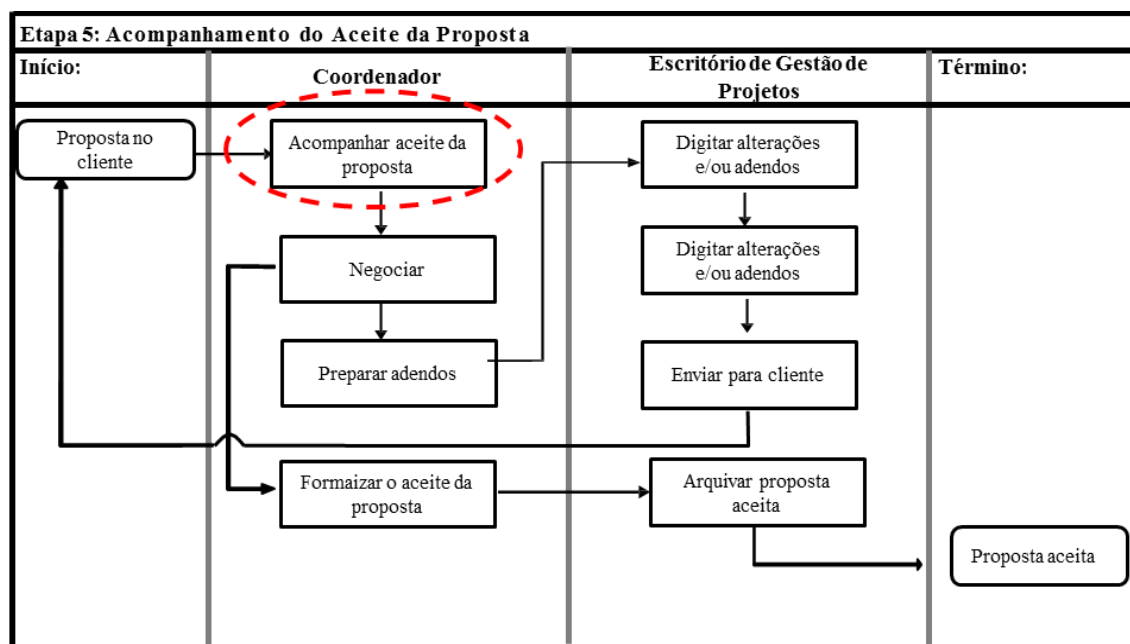 Etapa 5: Acompanhamento do Aceite da Proposta
Início:
Coordenador
Escritório de Gestão de
Projetos
Término:
Proposta no
cliente
Acompanhar aceite da
proposta
Digitar alterações
e/ou adendos
Negociar
Digitar alterações
e/ou adendos
Preparar adendos
Enviar para cliente
Formaizar o aceite da
proposta
Arquivar proposta
aceita
Proposta aceita